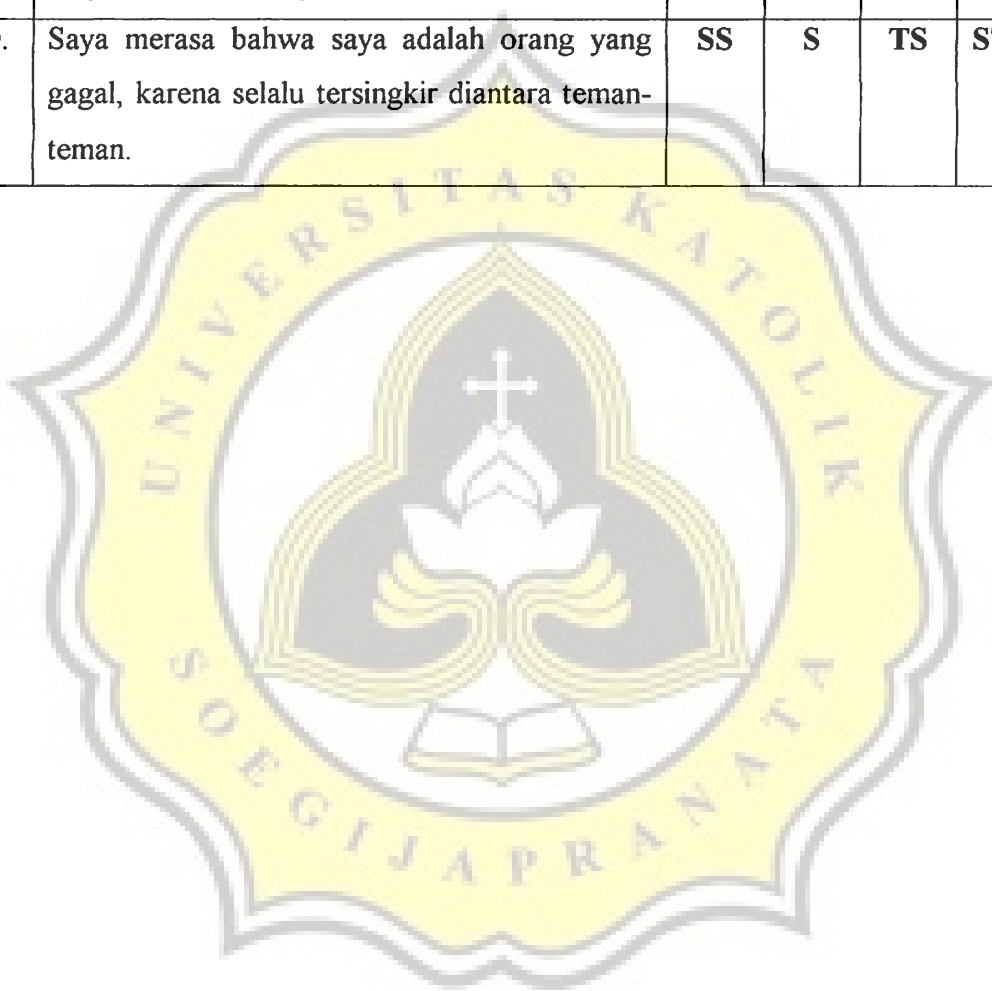 Saya merasa bahwa saya adalah orang yang SS S TS
gagal, karena selalu tersingkir diantara teman-
teman.
UNIVERSITAS KATOLIK
SOEGIJAPRANATA